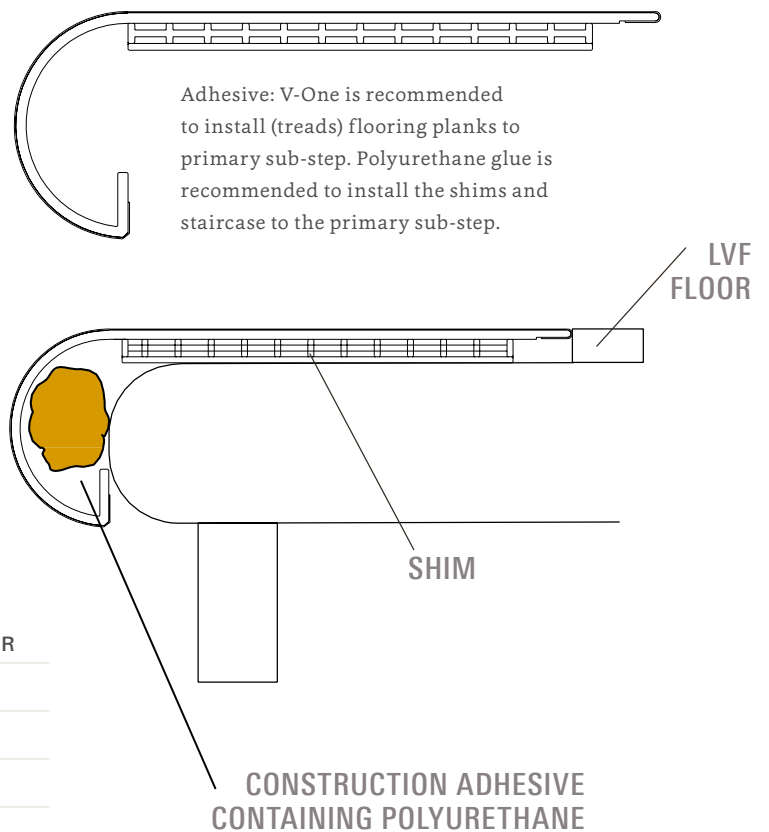 Adhesive: V-One is recommended
to install (treads) flooring planks to
primary sub-step. Polyurethane glue is
recommended to install the shims and
staircase to the primary sub-step.
LVF
FLOOR
SHIM
R
CONSTRUCTION ADHESIVE
CONTAINING POLYURETHANE